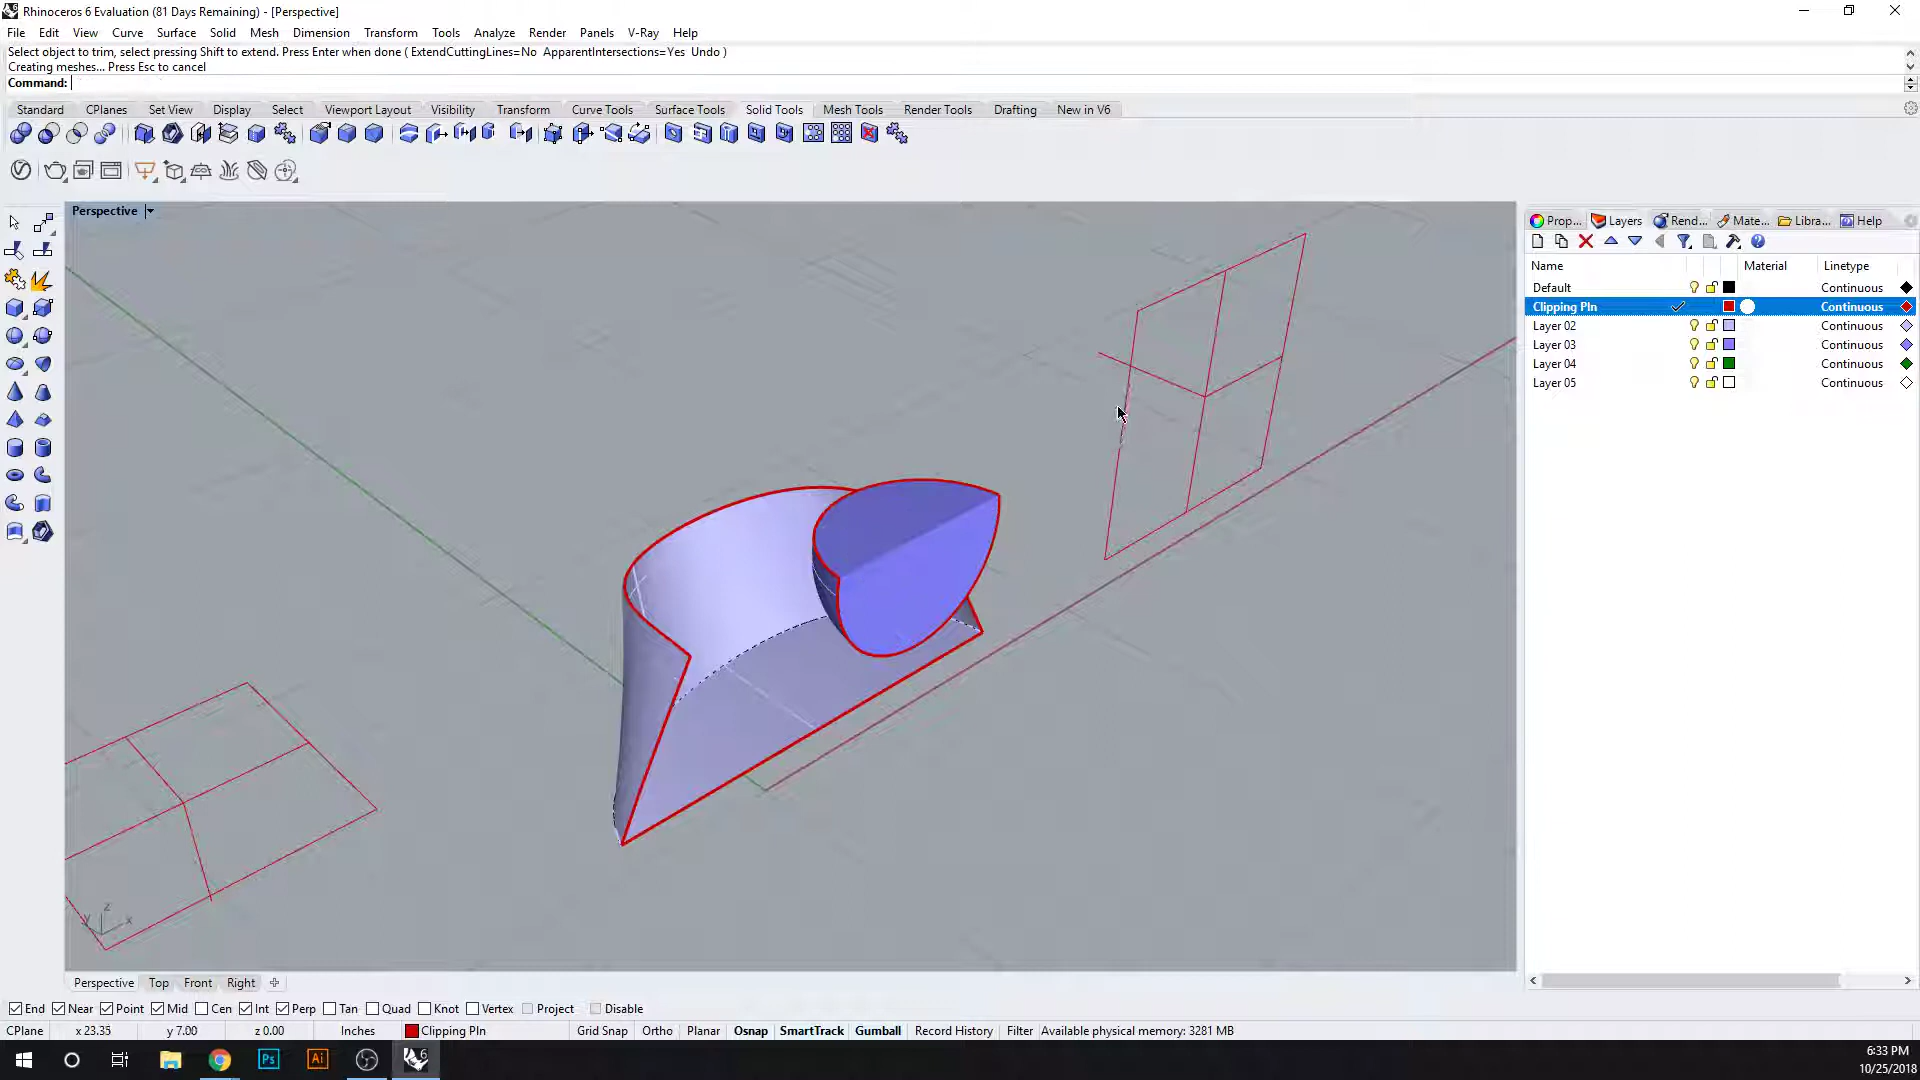 Rhinoceros 6 Evaluation (81 Days Remaining) - [Perspective]
File Edit View Curve Surface Solid Mesh Dimension Transform Tools Analyze Render Panels V-Ray Help
Select object to trim, select pressing Shift to extend. Press Enter when done ( ExtendCuttingLines=No ApparentIntersections=Yes Undo )
Creating meshes... Press Esc to cancel
Command:
Standard CPlanes Set View Display Select Viewport Layout Visibility Transform Curve Tools Surface Tools Solid Tools Mesh Tools Render Tools Drafting New in V6
Perspective
Prop... Layers Rend... Mate... Libra... Help
Name Material Linetype
Default Continuous
Clipping Pln Continuous
Layer 02 Continuous
Layer 03 Continuous
Layer 04 Continuous
Layer 05 Continuous
z
y x
Perspective Top Front Right
End Near Point Mid Cen Int Perp Tan Quad Knot Vertex Project Disable
CPlane x 23.35 y 7.00 z 0.00 Inches Clipping Pln Grid Snap Ortho Planar Osnap SmartTrack Gumball Record History Filter Available physical memory: 3281 MB
Ps Ai 6
6:33 PM
10/25/2018